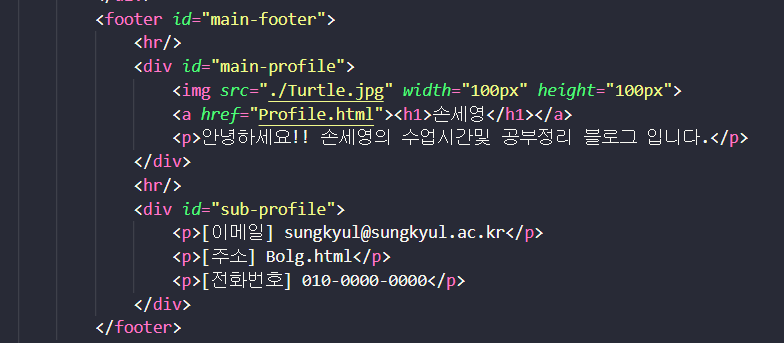 </div>
<footer id="main-footer">
<hr/>
<div id="main-profile">
<img src="./Turtle.jpg" width="100px" height="100px">
<a href="Profile.html"><h1>손세영</h1></a>
<p>안녕하세요!! 손세영의 수업시간및 공부정리 블로그 입니다.</p>
</div>
<hr/>
<div id="sub-profile">
<p>[이메일] sungkyul@sungkyul.ac.kr</p>
<p>[주소] Bolg.html</p>
<p>[전화번호] 010-0000-0000</p>
</div>
</footer>